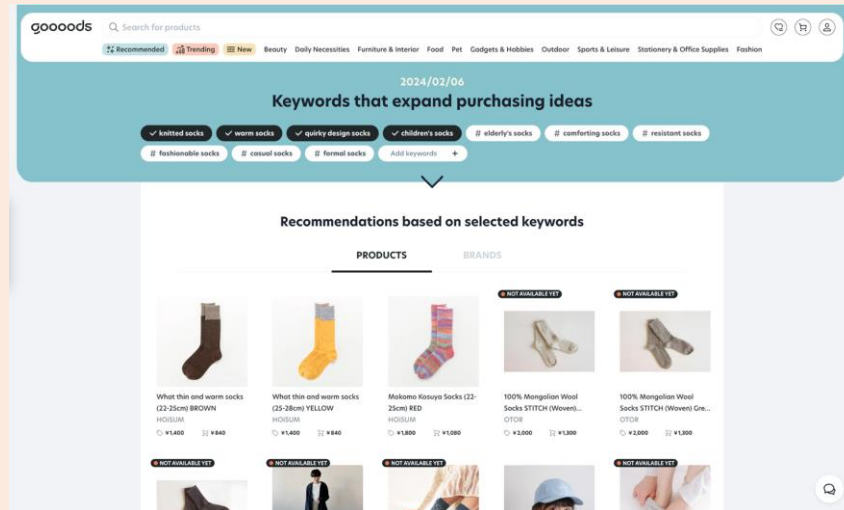 goooods
Search for products
Recommended Trending New Beauty Daily Necessities Furniture & Interior Food Pet Gadgets & Hobbies Outdoor Sports & Leisure Stationery & Office Supplies Fashion
2024/02/06
Keywords that expand purchasing ideas
knitted socks warm socks quirky design socks children's socks # elderly's socks # comforting socks # resistant socks
# fashionable socks # casual socks # formal socks Add keywords +
Recommendations based on selected keywords
PRODUCTS BRANDS
NOT AVAILABLE YET NOT AVAILABLE YET
What thin and warm socks
(22-25cm) BROWN
HOiSUM
¥1,400 ¥840
What thin and warm socks
(25-28cm) YELLOW
HOiSUM
¥1,400 ¥840
Makomo Kosuya Socks (22-
25cm) RED
HOiSUM
¥1,800 ¥1,080
100% Mongolian Wool
Socks STITCH (Woven)...
OTOR
¥2,000 ¥1,300
100% Mongolian Wool
Socks STITCH (Woven) Gre...
OTOR
¥2,000 ¥1,300
NOT AVAILABLE YET NOT AVAILABLE YET NOT AVAILABLE YET NOT AVAILABLE YET